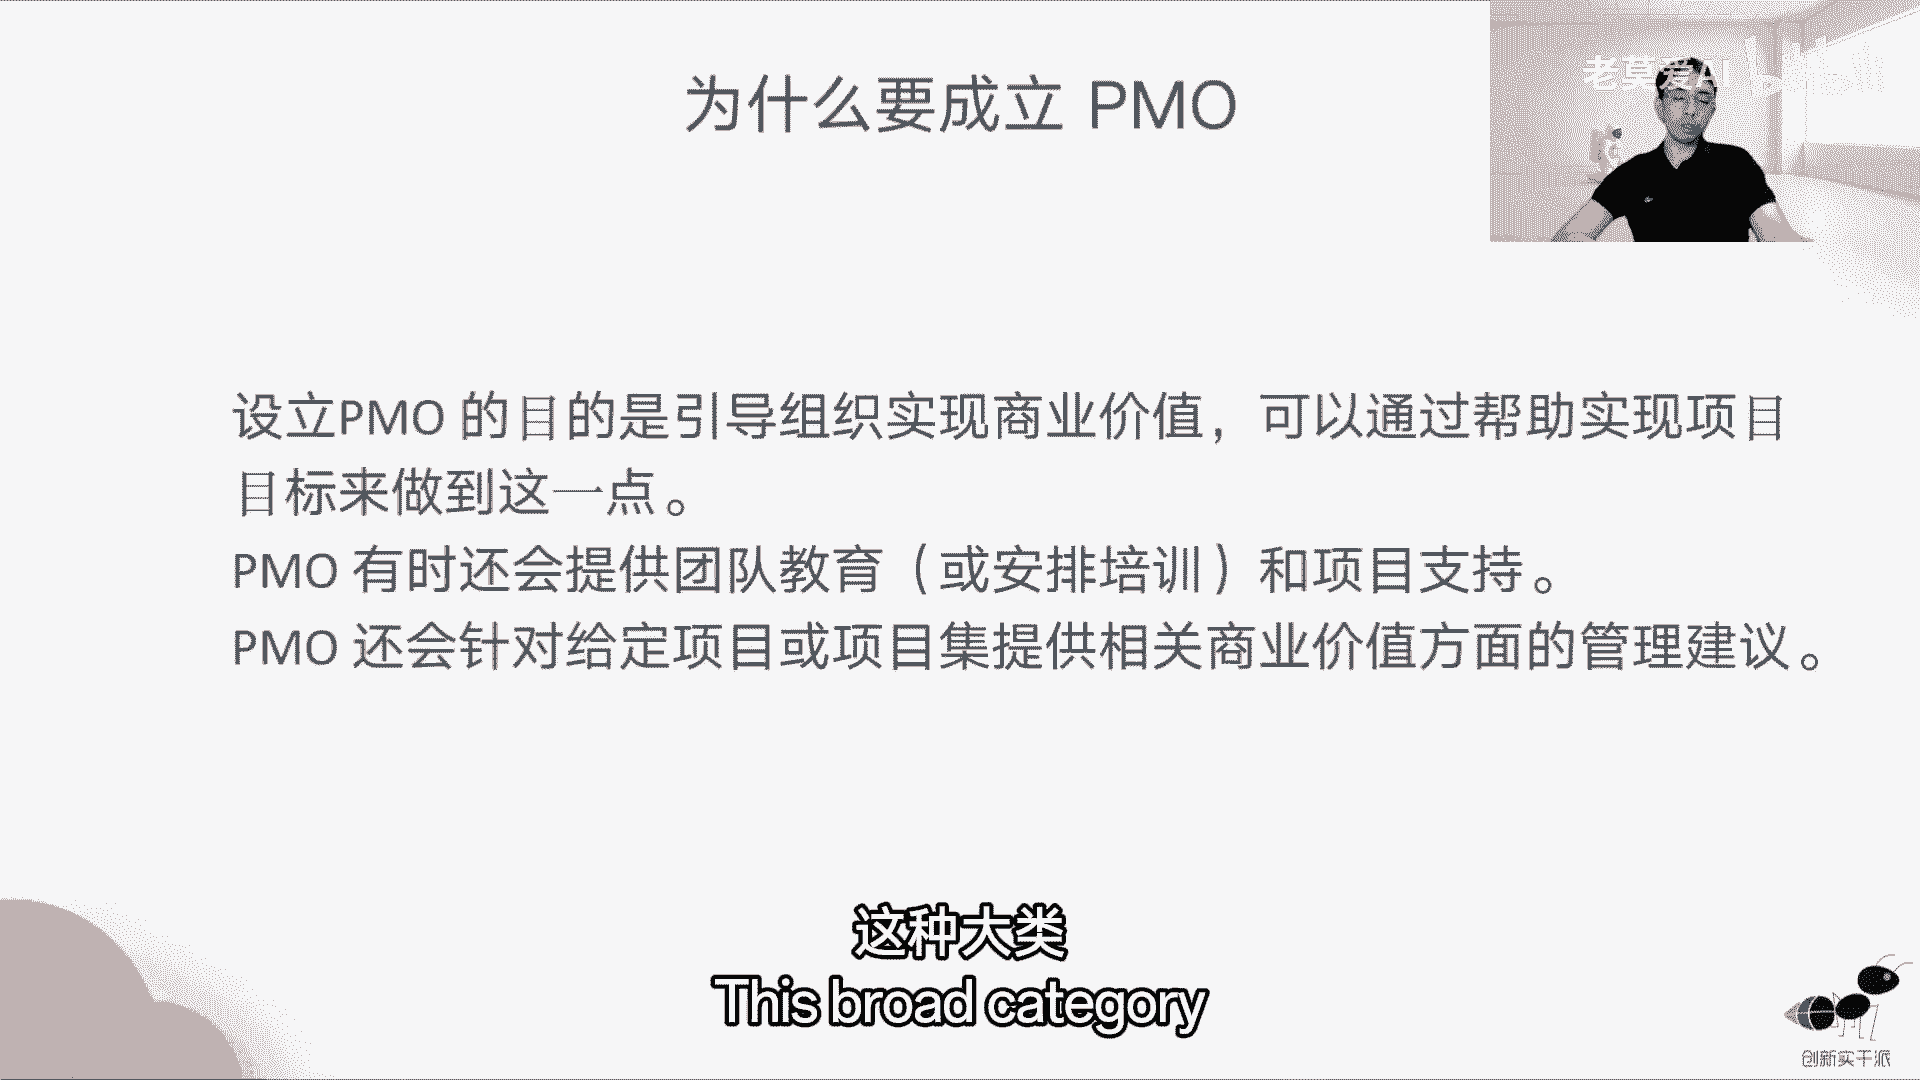 为什么要成立 PMO
老莫爱AI bilibili
设立PMO 的目的是引导组织实现商业价值，可以通过帮助实现项目
目标来做到这一点。
PMO 有时还会提供团队教育（或安排培训）和项目支持。
PMO 还会针对给定项目或项目集提供相关商业价值方面的管理建议。
这种大类
This broad category
创新实干派